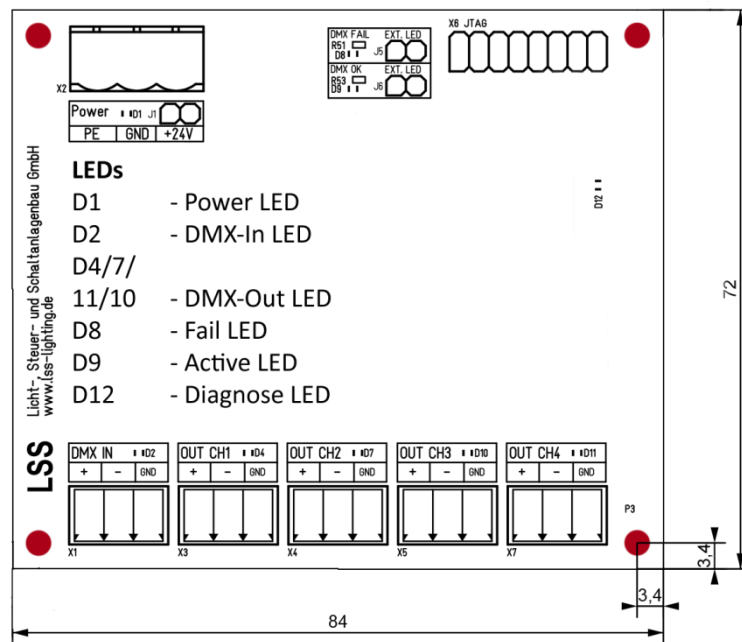 DMX FAIL EXT. LED
R51
D8 J5
DMX OK EXT. LED
R53
D9 J6
X6 JTAG
X2
Power D1 J1
PE GND +24V
D12
LEDs
D1 - Power LED
D2 - DMX-In LED
D4/7/
11/10 - DMX-Out LED
D8 - Fail LED
D9 - Active LED
D12 - Diagnose LED
Licht-, Steuer- und Schaltanlagenbau GmbH
www.lss-lighting.de
LSS
DMX IN D2
+ - GND
X1
OUT CH1 D4
+ - GND
X3
OUT CH2 D7
+ - GND
X4
OUT CH3 D10
+ - GND
X5
OUT CH4 D11
+ - GND
X7
P3
72
3,4
3,4
84